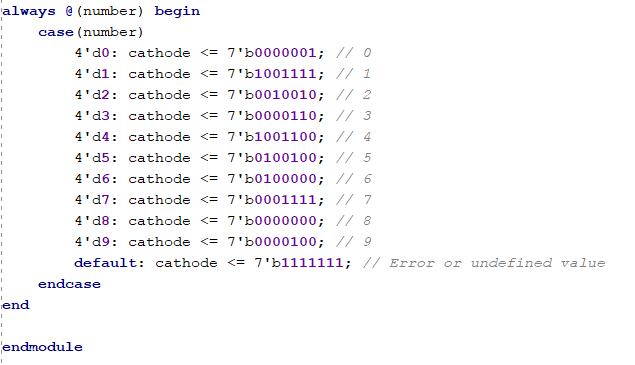 always @(number) begin
    case(number)
        4'd0: cathode <= 7'b0000001; // 0
        4'd1: cathode <= 7'b1001111; // 1
        4'd2: cathode <= 7'b0010010; // 2
        4'd3: cathode <= 7'b0000110; // 3
        4'd4: cathode <= 7'b1001100; // 4
        4'd5: cathode <= 7'b0100100; // 5
        4'd6: cathode <= 7'b0100000; // 6
        4'd7: cathode <= 7'b0001111; // 7
        4'd8: cathode <= 7'b0000000; // 8
        4'd9: cathode <= 7'b0000100; // 9
        default: cathode <= 7'b1111111; // Error or undefined value
    endcase
end

endmodule